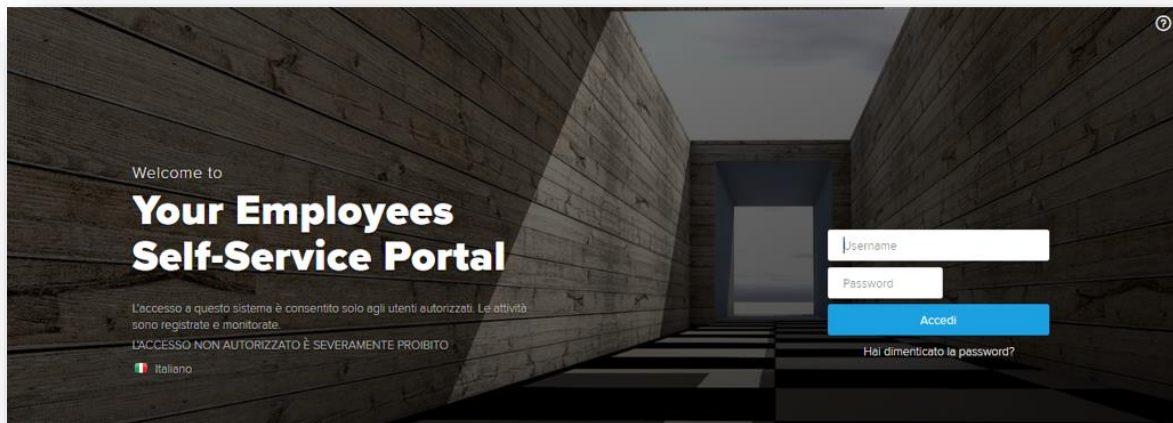 ?
Welcome to
Your Employees
Self-Service Portal
L'accesso a questo sistema è consentito solo agli utenti autorizzati. Le attività
sono registrate e monitorate.
L'ACCESSO NON AUTORIZZATO È SEVERAMENTE PROIBITO
Italiano
Username
Password
Accedi
Hai dimenticato la password?